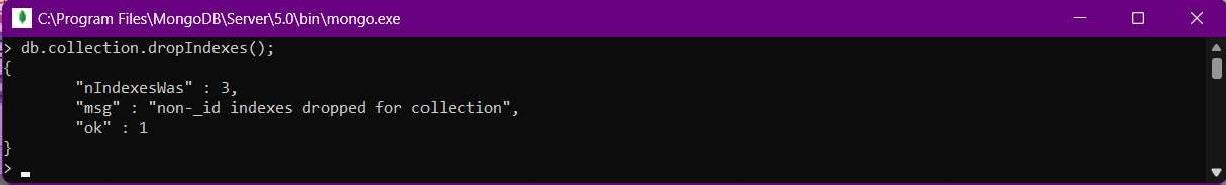 C:\Program Files\MongoDB\Server\5.0\bin\mongo.exe
> db.collection.dropIndexes();
{
        "nIndexesWas" : 3,
        "msg" : "non-_id indexes dropped for collection",
        "ok" : 1
}
>